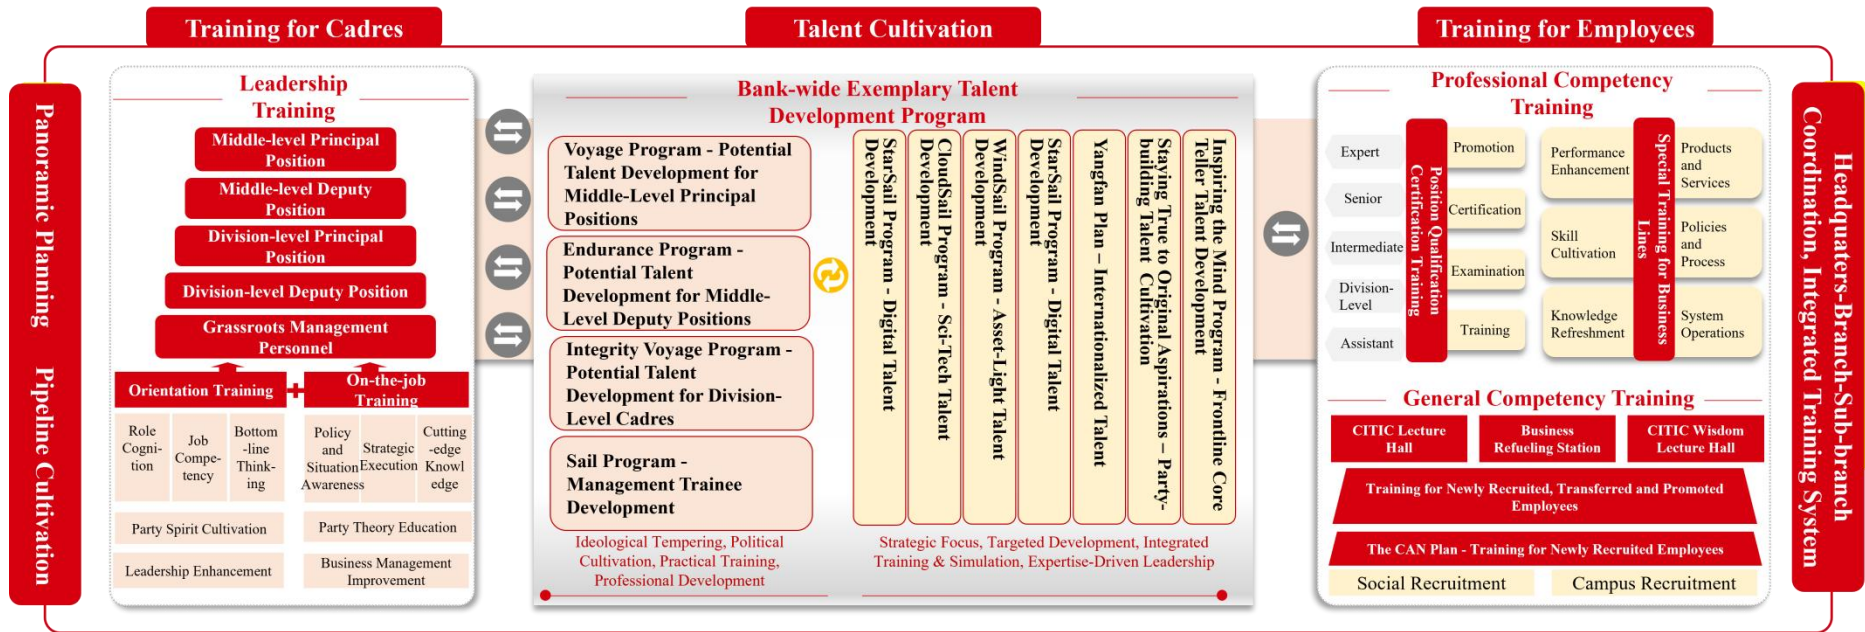 Training for Cadres
Talent Cultivation
Training for Employees
Panoramic Planning
Pipeline Cultivation
Leadership
Training
Middle-level Principal
Position
Middle-level Deputy
Position
Division-level Principal
Position
Division-level Deputy Position
Grassroots Management
Personnel
Orientation Training
+
On-the-job
Training
Role
Cogni-
tion
Job
Compe-
tency
Bottom
-line
Think-
ing
Policy
and
Situation
Awareness
Strategic
Execution
Cutting
-edge
Knowl
edge
Party Spirit Cultivation
Party Theory Education
Leadership Enhancement
Business Management
Improvement
Bank-wide Exemplary Talent
Development Program
Voyage Program - Potential
Talent Development for
Middle-Level Principal
Positions
Endurance Program -
Potential Talent
Development for Middle-
Level Deputy Positions
Integrity Voyage Program -
Potential Talent
Development for Division-
Level Cadres
Sail Program -
Management Trainee
Development
Ideological Tempering, Political
Cultivation, Practical Training,
Professional Development
StarSail Program - Digital Talent
Development
CloudSail Program - Sci-Tech Talent
Development
WindSail Program - Asset-Light Talent
Development
StarSail Program - Digital Talent
Development
Yangfan Plan – Internationalized Talent
Staying True to Original Aspirations – Party-
building Talent Cultivation
Inspiring the Mind Program - Frontline Core
Teller Talent Development
Strategic Focus, Targeted Development, Integrated
Training & Simulation, Expertise-Driven Leadership
Professional Competency
Training
Expert
Senior
Intermediate
Division-
Level
Assistant
Position Qualification
Certification Training
Promotion
Certification
Examination
Training
Performance
Enhancement
Skill
Cultivation
Knowledge
Refreshment
Special Training for Business
Lines
Products
and
Services
Policies
and
Process
System
Operations
General Competency Training
CITIC Lecture
Hall
Business
Refueling Station
CITIC Wisdom
Lecture Hall
Training for Newly Recruited, Transferred and Promoted
Employees
The CAN Plan - Training for Newly Recruited Employees
Social Recruitment
Campus Recruitment
Headquaters-Branch-Sub-branch
Coordination, Integrated Training System